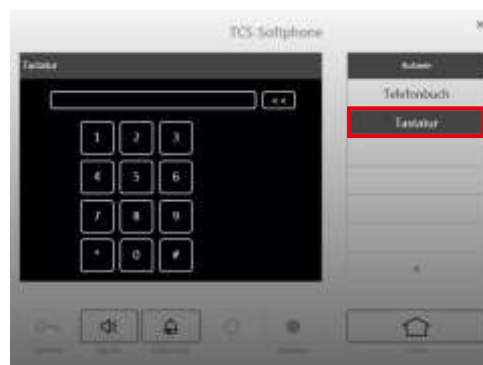 TCS Softphone
Tastatur
<<
1 2 3
4 5 6
7 8 9
* 0 #
Telefonbuch
Tastatur